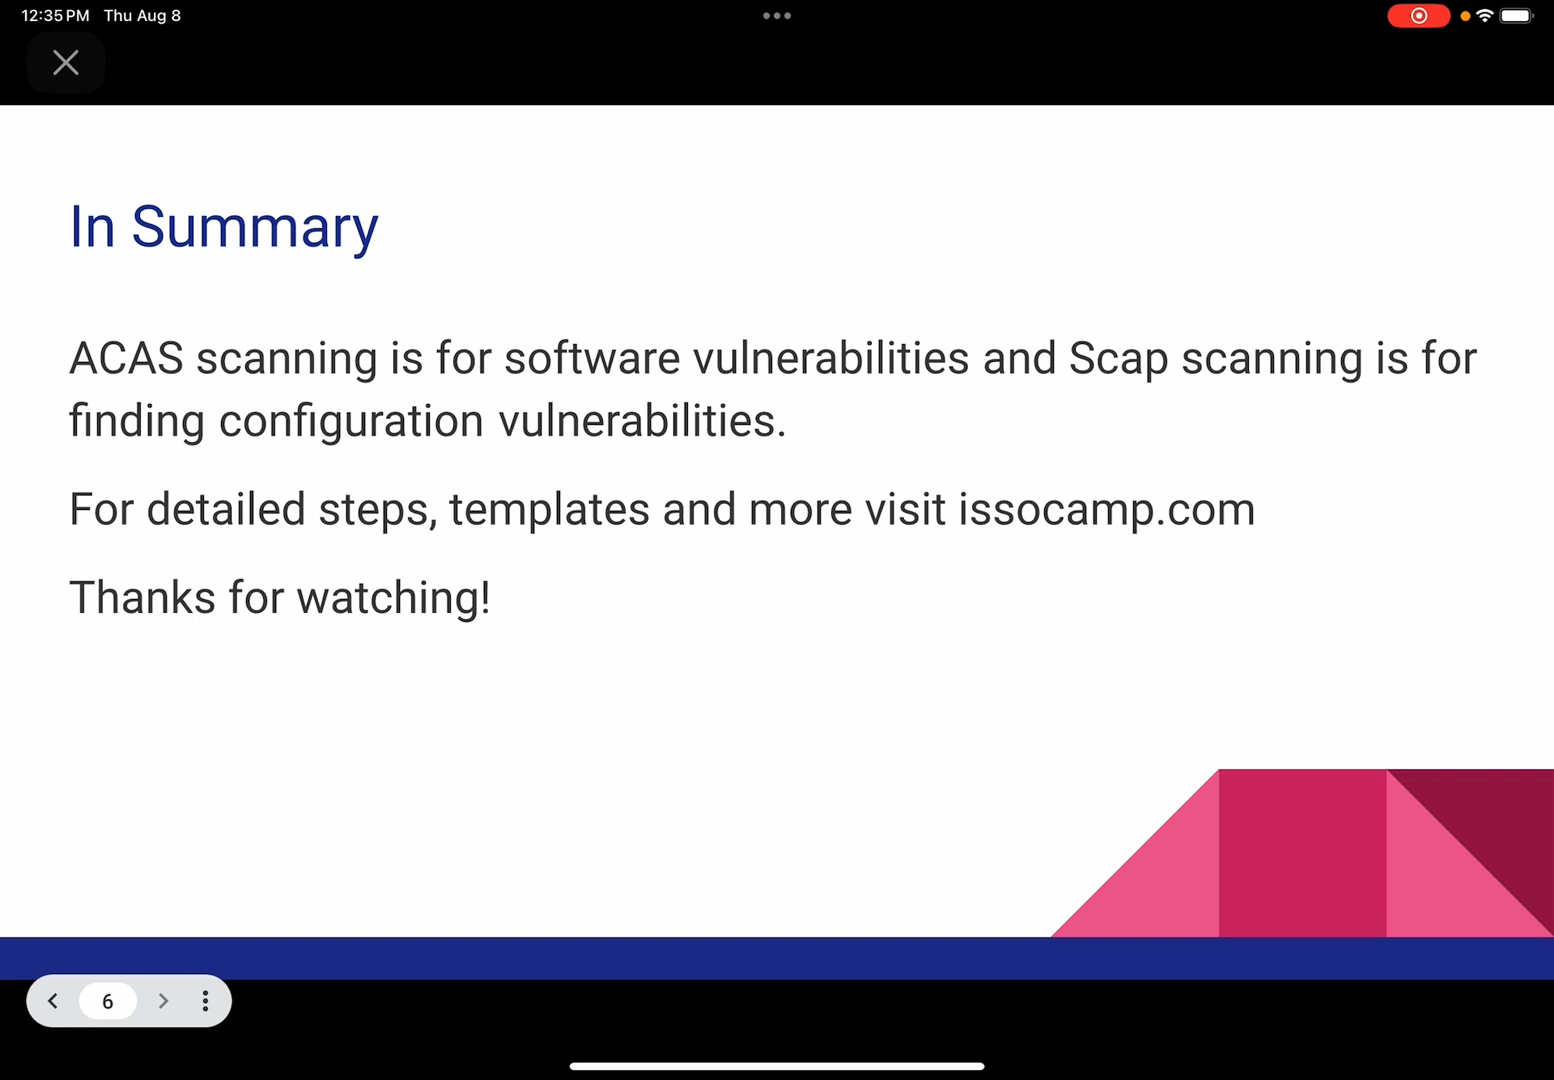 12:35 PM Thu Aug 8
In Summary
ACAS scanning is for software vulnerabilities and Scap scanning is for
finding configuration vulnerabilities.
For detailed steps, templates and more visit issocamp.com
Thanks for watching!
6